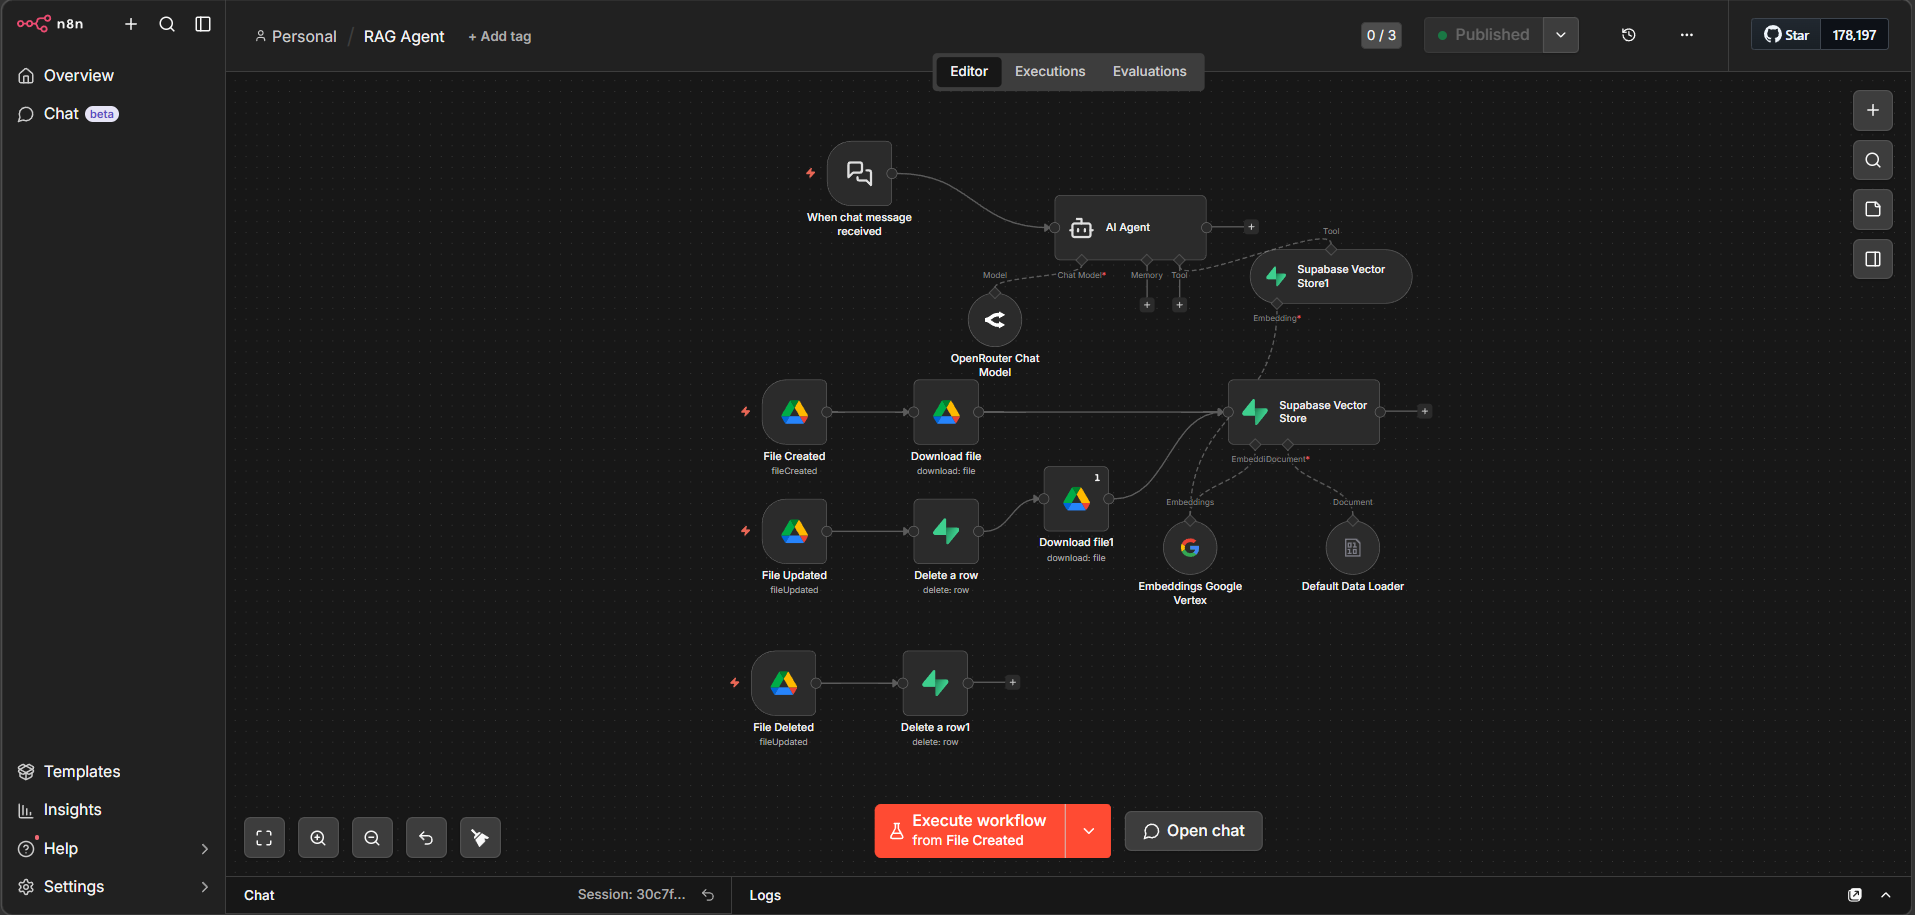 n8n
Personal / RAG Agent + Add tag
0 / 3
Published
Star 178,197
Editor Executions Evaluations
Overview
Chat beta
When chat message
received
AI Agent
Tool
Supabase Vector
Store1
Model
Chat Model*
Memory
Tool
Embedding*
OpenRouter Chat
Model
File Created
fileCreated
Download file
download: file
Supabase Vector
Store
EmbeddiDocument*
1
Download file1
download: file
Embeddings
Document
File Updated
fileUpdated
Delete a row
delete: row
Embeddings Google
Vertex
0110
Default Data Loader
File Deleted
fileUpdated
Delete a row1
delete: row
Templates
Insights
Help
Settings
Execute workflow
from File Created
Open chat
Chat
Session: 30c7f...
Logs